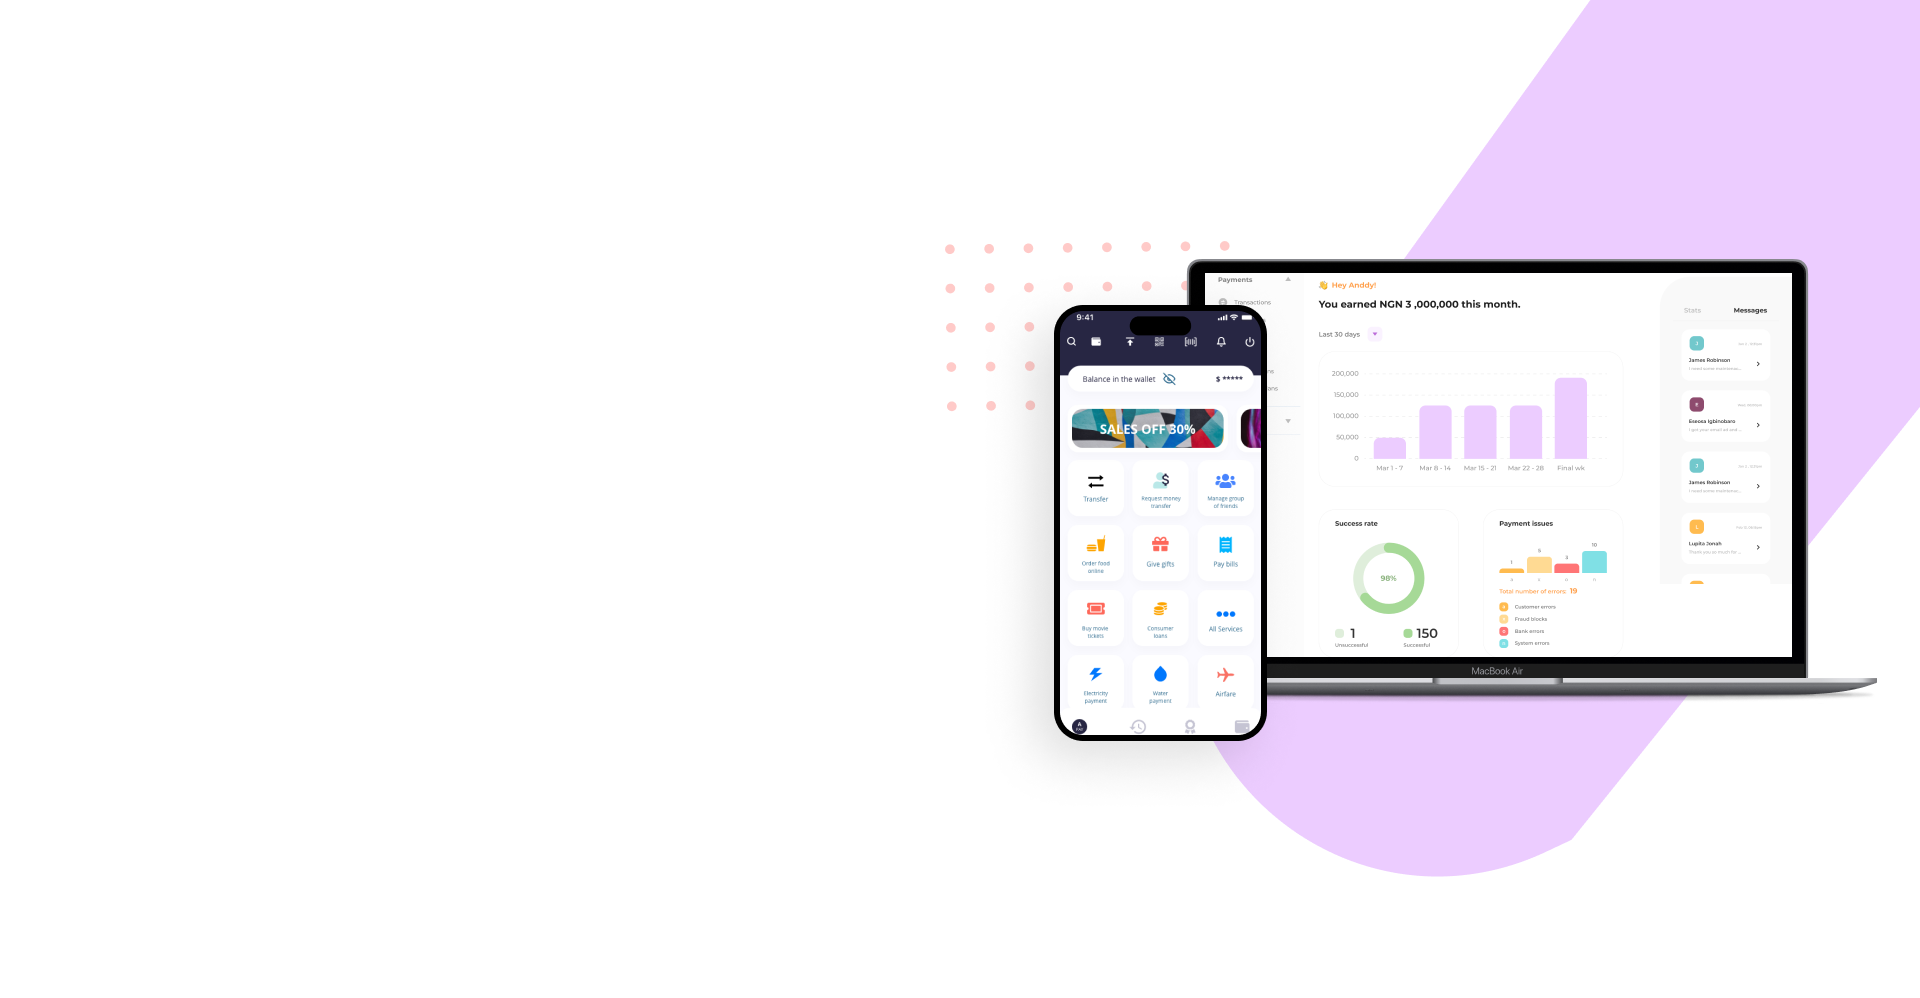 9:41
Balance in the wallet
$ *****
SALES OFF 30%
Transfer
Request money
transfer
Manage group
of friends
Order food
online
Give gifts
Pay bills
Buy movie
tickets
Consumer
loans
All Services
Electricity
payment
Water
payment
Airfare
Payments
Transactions
Hey Anddy!
You earned NGN 3 ,000,000 this month.
Last 30 days
200,000
150,000
100,000
50,000
0
Mar 1 - 7
Mar 8 - 14
Mar 15 - 21
Mar 22 - 28
Final wk
Success rate
98%
1
Unsuccessful
150
Successful
Payment issues
1
5
3
10
Total number of errors: 19
Customer errors
Fraud blocks
Bank errors
System errors
Stats
Messages
J
James Robinson
E
Eseosa Igbinobaro
J
James Robinson
L
Lupita Jonah
MacBook Air